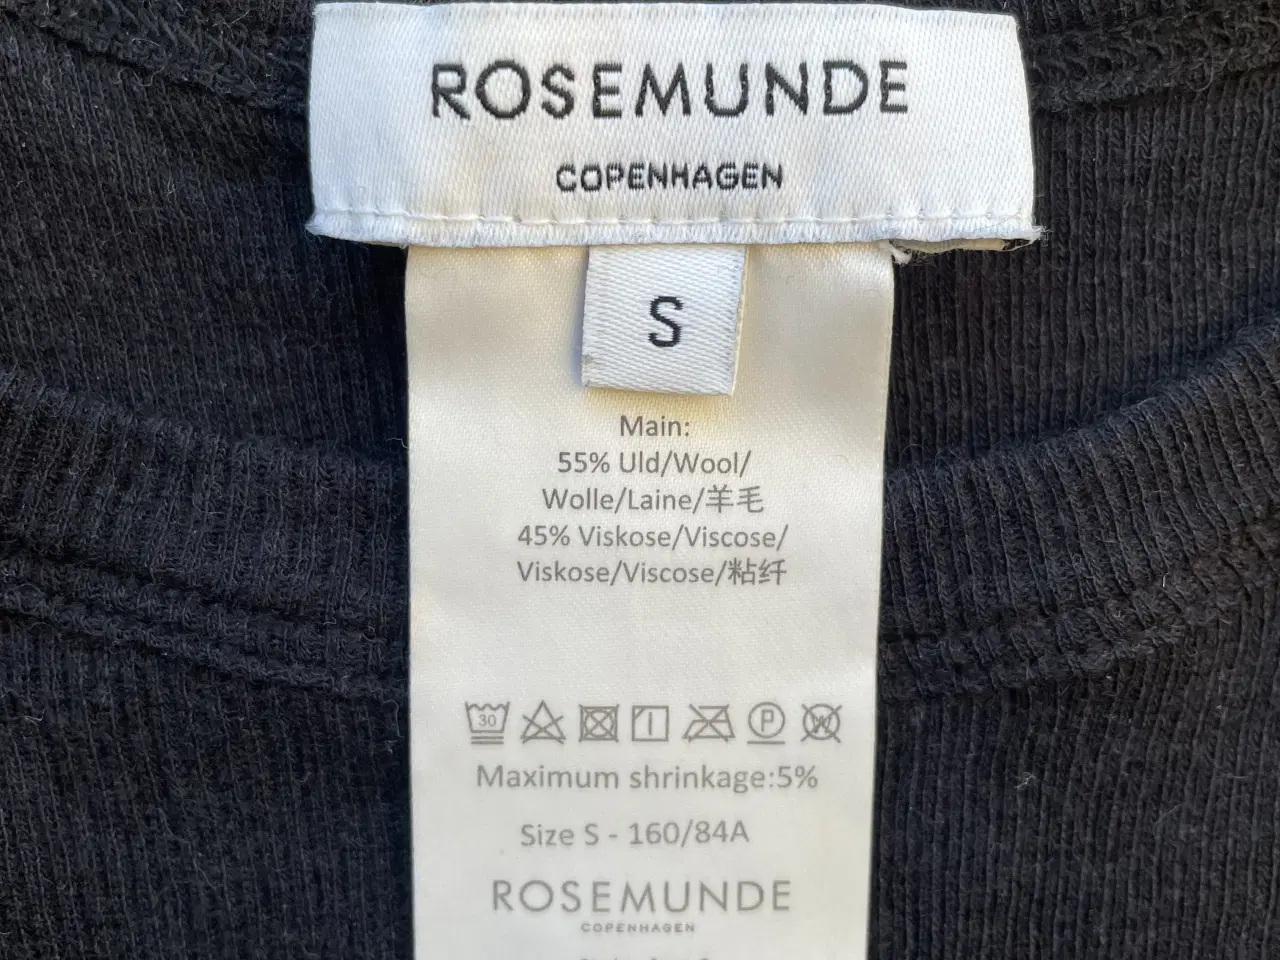 ROSEMUNDE
COPENHAGEN
S
Main:
55% Uld/Wool/
Wolle/Laine/羊毛
45% Viskose/Viscose/
Viskose/Viscose/粘纤
30 P W
Maximum shrinkage:5%
Size S - 160/84A
ROSEMUNDE
COPENHAGEN